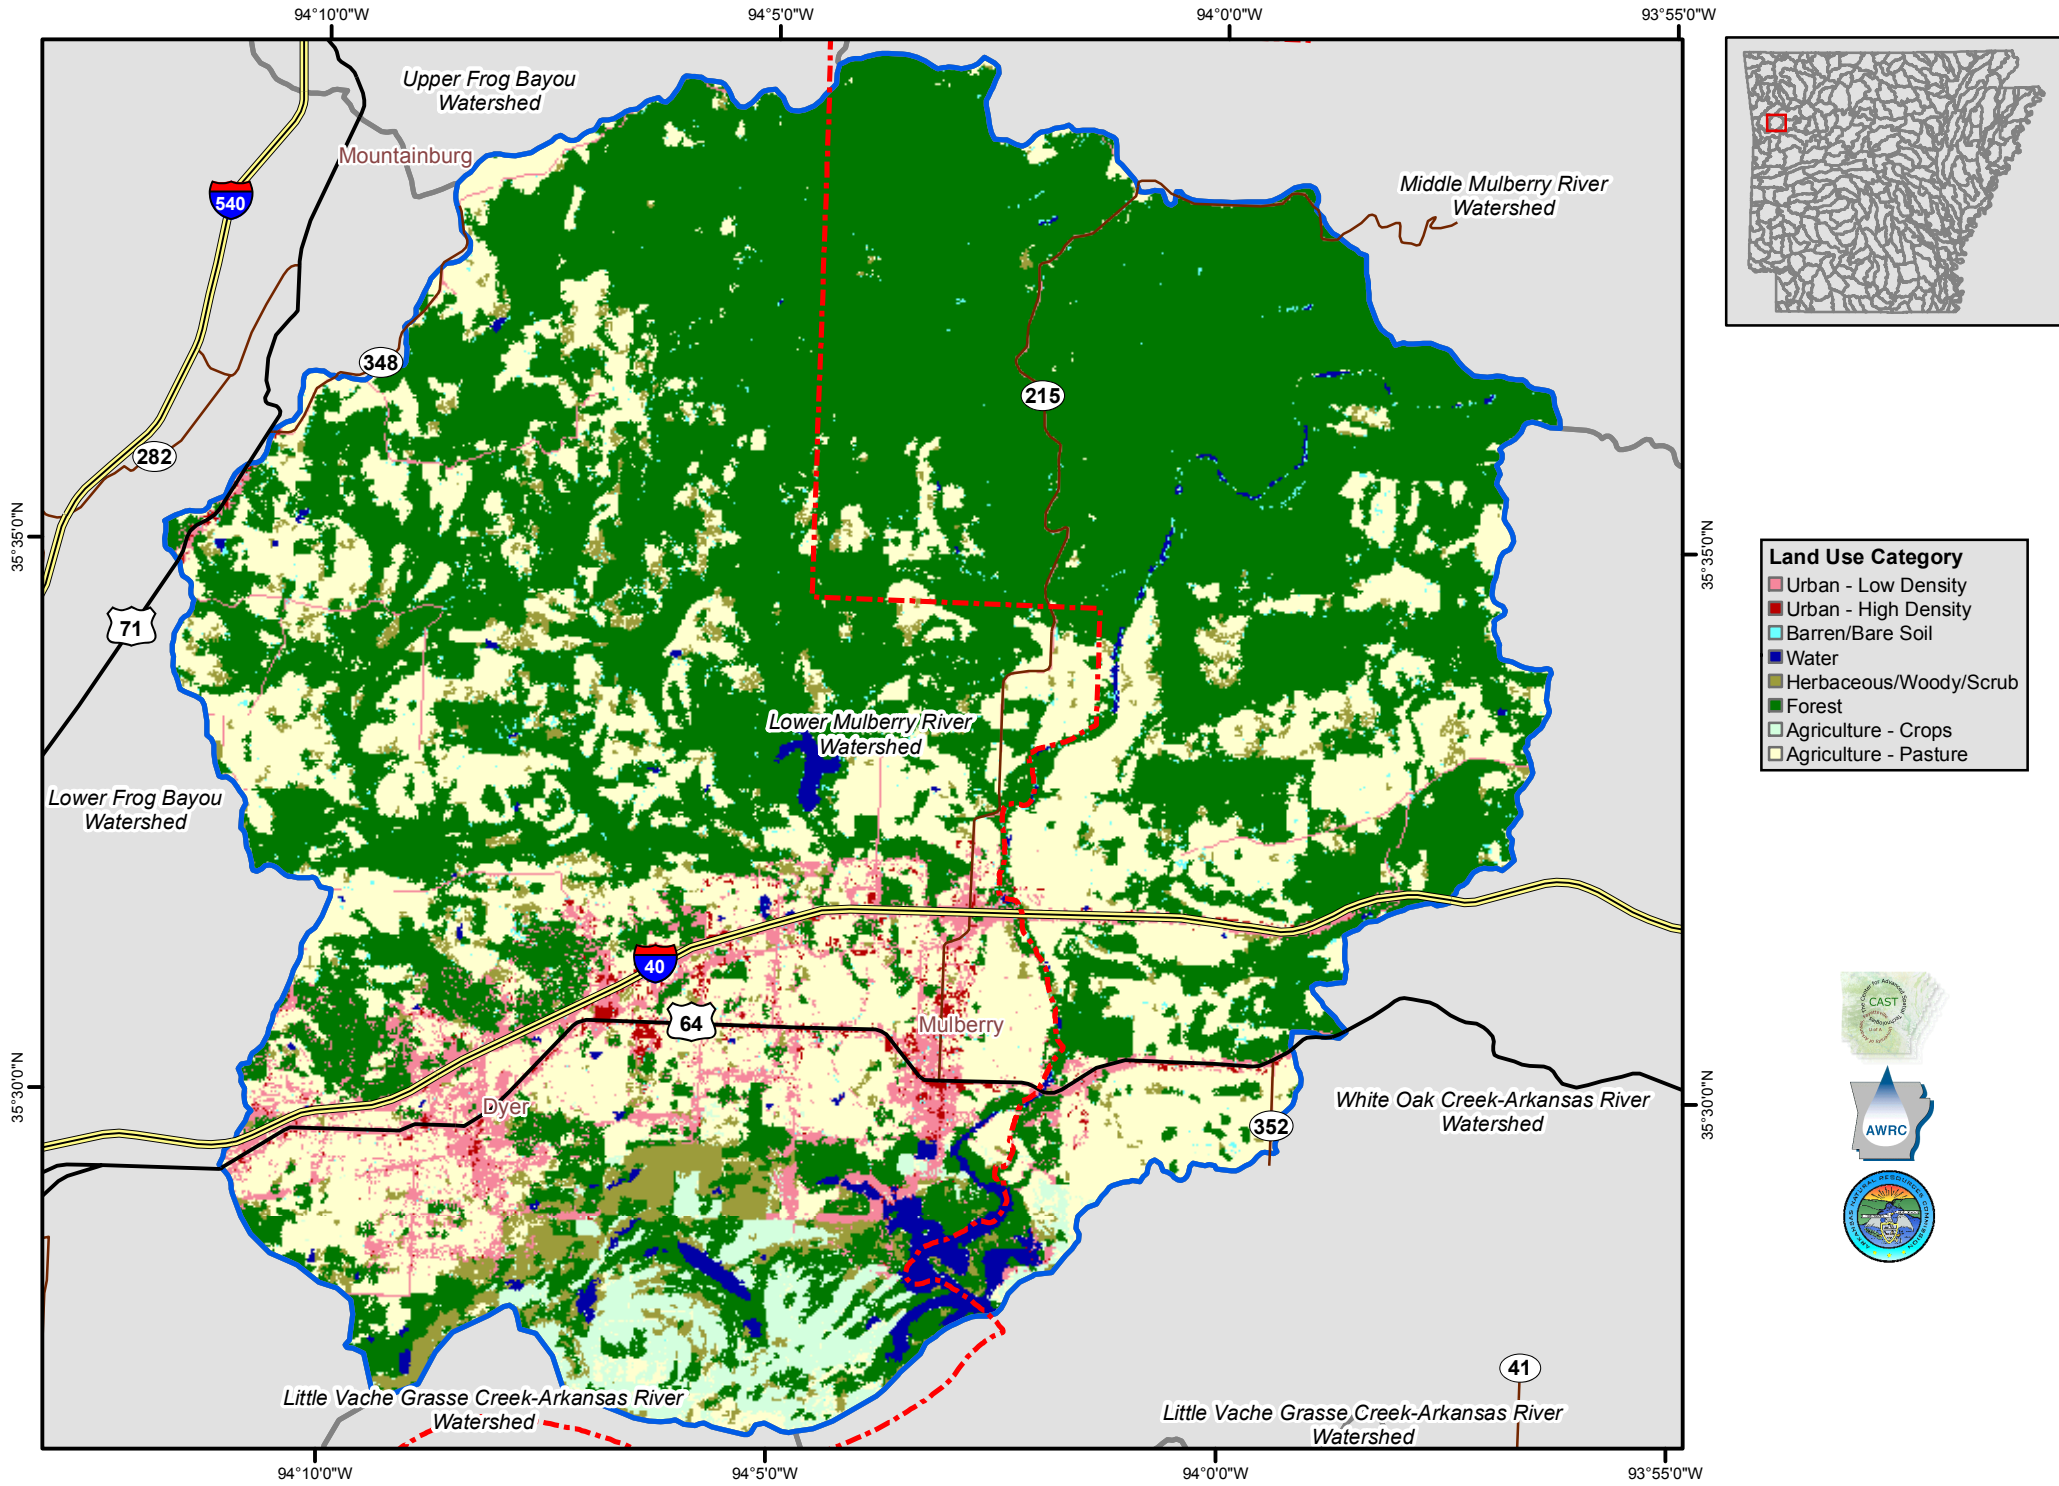 94°10'0"W
94°5'0"W
94°0'0"W
93°55'0"W
Upper Frog Bayou
Watershed
Mountainburg
540
Middle Mulberry River
Watershed
348
215
282
35°35'0"N
35°35'0"N
71
Land Use Category
Urban - Low Density
Urban - High Density
Barren/Bare Soil
Water
Herbaceous/Woody/Scrub
Forest
Agriculture - Crops
Agriculture - Pasture
Lower Mulberry River
Watershed
Lower Frog Bayou
Watershed
40
64
Mulberry
Dyer
35°30'0"N
35°30'0"N
White Oak Creek-Arkansas River
Watershed
352
CAST
AWRC
ARKANSAS NATURAL RESOURCES COMMISSION
41
Little Vache Grasse Creek-Arkansas River
Watershed
Little Vache Grasse Creek-Arkansas River
Watershed
94°10'0"W
94°5'0"W
94°0'0"W
93°55'0"W